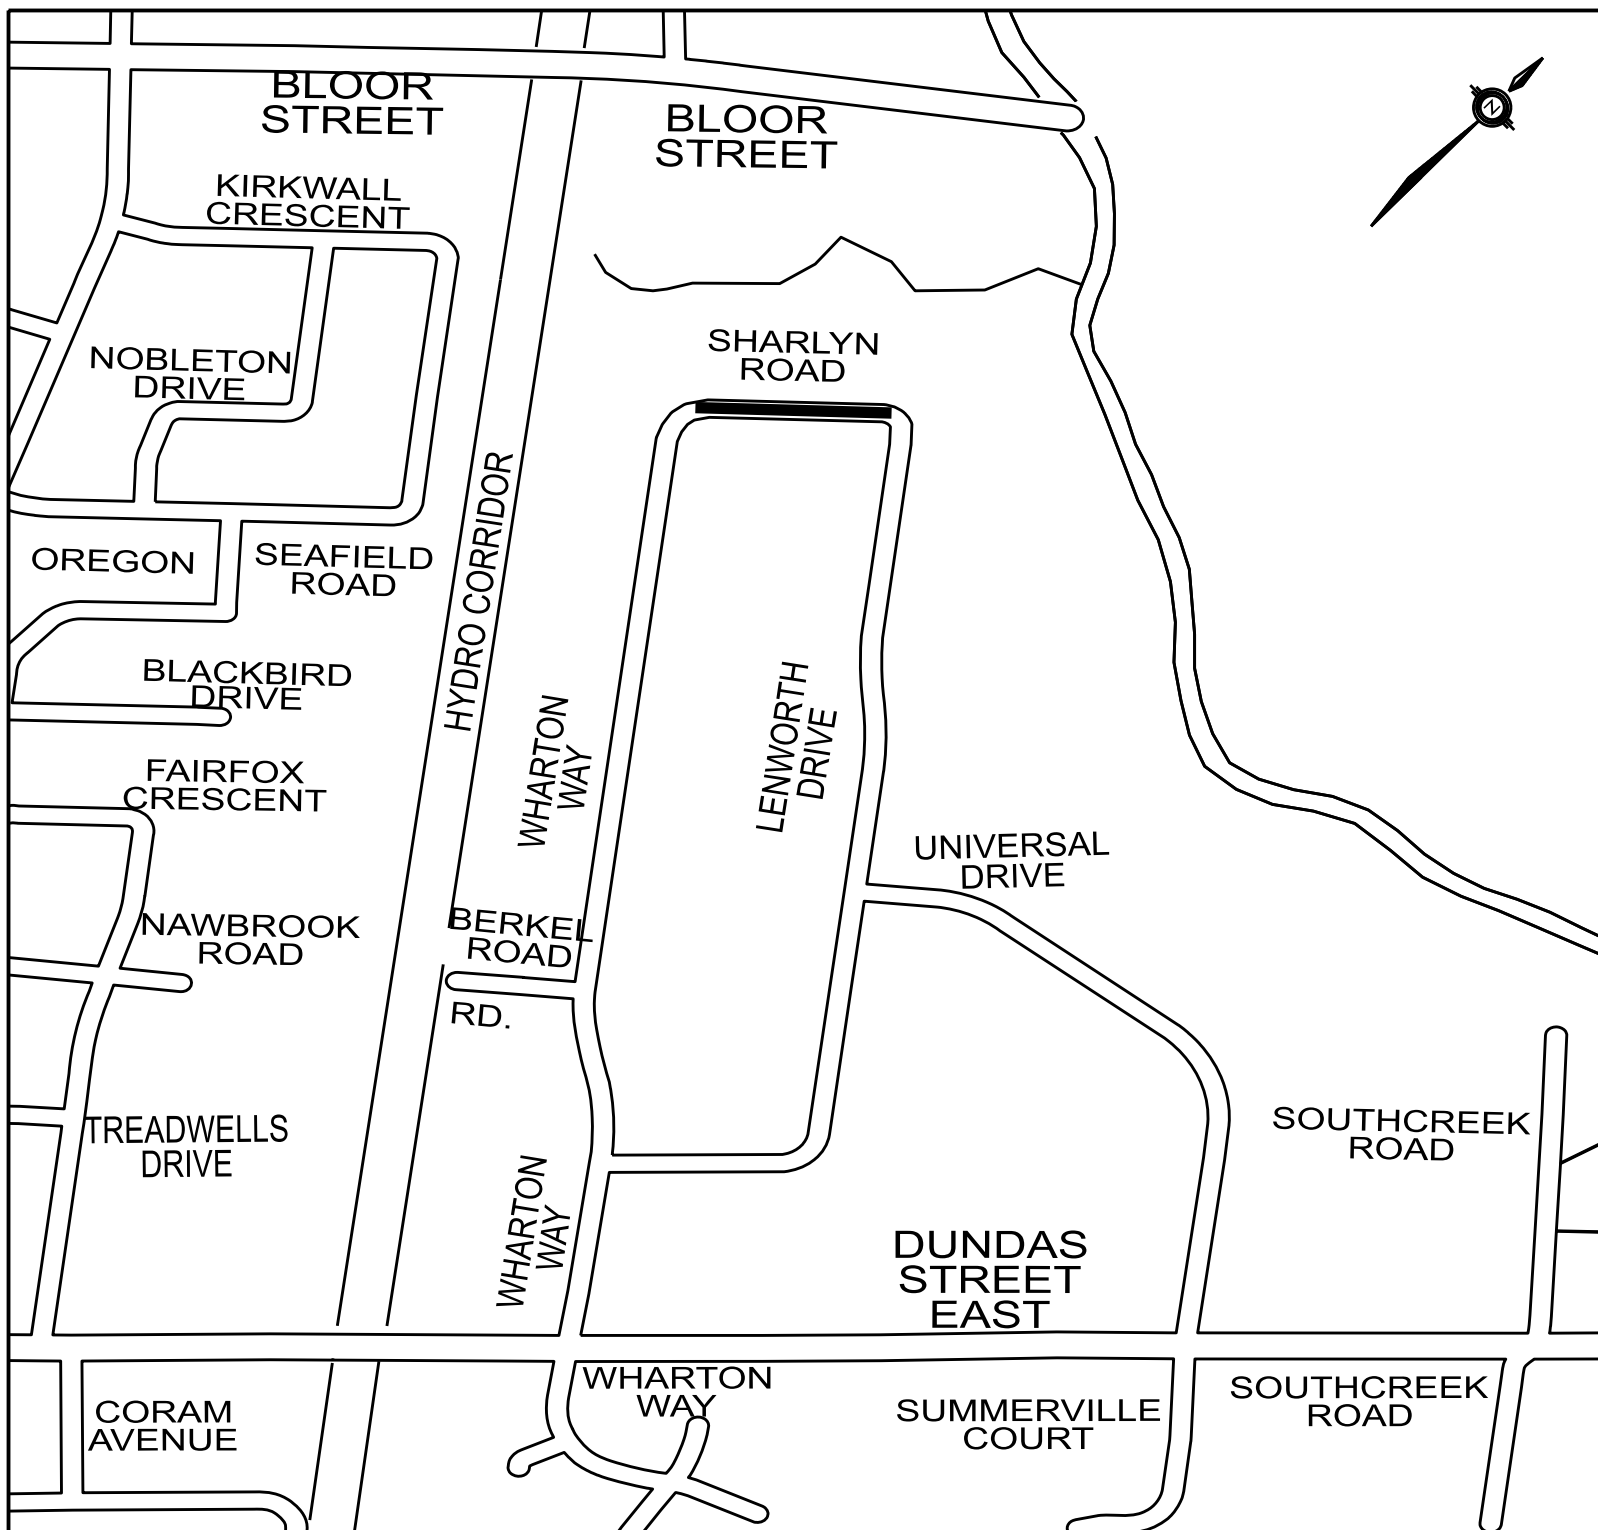 BLOOR
STREET
BLOOR
STREET
N
KIRKWALL
CRESCENT
SHARLYN
ROAD
NOBLETON
DRIVE
HYDRO CORRIDOR
OREGON
SEAFIELD
ROAD
BLACKBIRD
DRIVE
WHARTON
WAY
LENWORTH
DRIVE
FAIRFOX
CRESCENT
UNIVERSAL
DRIVE
NAWBROOK
ROAD
BERKEL
ROAD
RD.
TREADWELLS
DRIVE
SOUTHCREEK
ROAD
WHARTON
WAY
DUNDAS
STREET
EAST
WHARTON
WAY
SOUTHCREEK
ROAD
CORAM
AVENUE
SUMMERVILLE
COURT